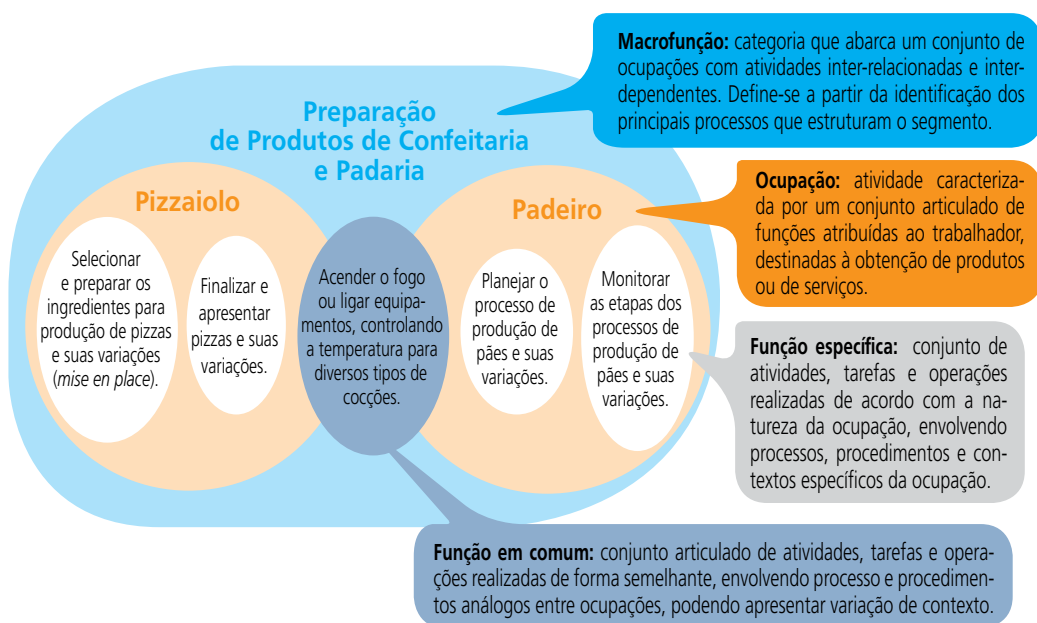 Macrofunção: categoria que abarca um conjunto de
ocupações com atividades inter-relacionadas e inter-
dependentes. Define-se a partir da identificação dos
principais processos que estruturam o segmento.
Preparação
de Produtos de Confeitaria
e Padaria
Ocupação: atividade caracteriza-
da por um conjunto articulado de
funções atribuídas ao trabalhador,
destinadas à obtenção de produtos
ou de serviços.
Pizzaiolo
Selecionar
e preparar os
ingredientes para
produção de pizzas
e suas variações
(mise en place).
Finalizar e
apresentar
pizzas e suas
variações.
Acender o fogo
ou ligar equipa-
mentos, controlando
a temperatura para
diversos tipos de
cocções.
Padeiro
Planejar o
processo de
produção de
pães e suas
variações.
Monitorar
as etapas dos
processos de
produção de
pães e suas
variações.
Função específica: conjunto de
atividades, tarefas e operações
realizadas de acordo com a na-
tureza da ocupação, envolvendo
processos, procedimentos e con-
textos específicos da ocupação.
Função em comum: conjunto articulado de atividades, tarefas e opera-
ções realizadas de forma semelhante, envolvendo processo e procedimen-
tos análogos entre ocupações, podendo apresentar variação de contexto.